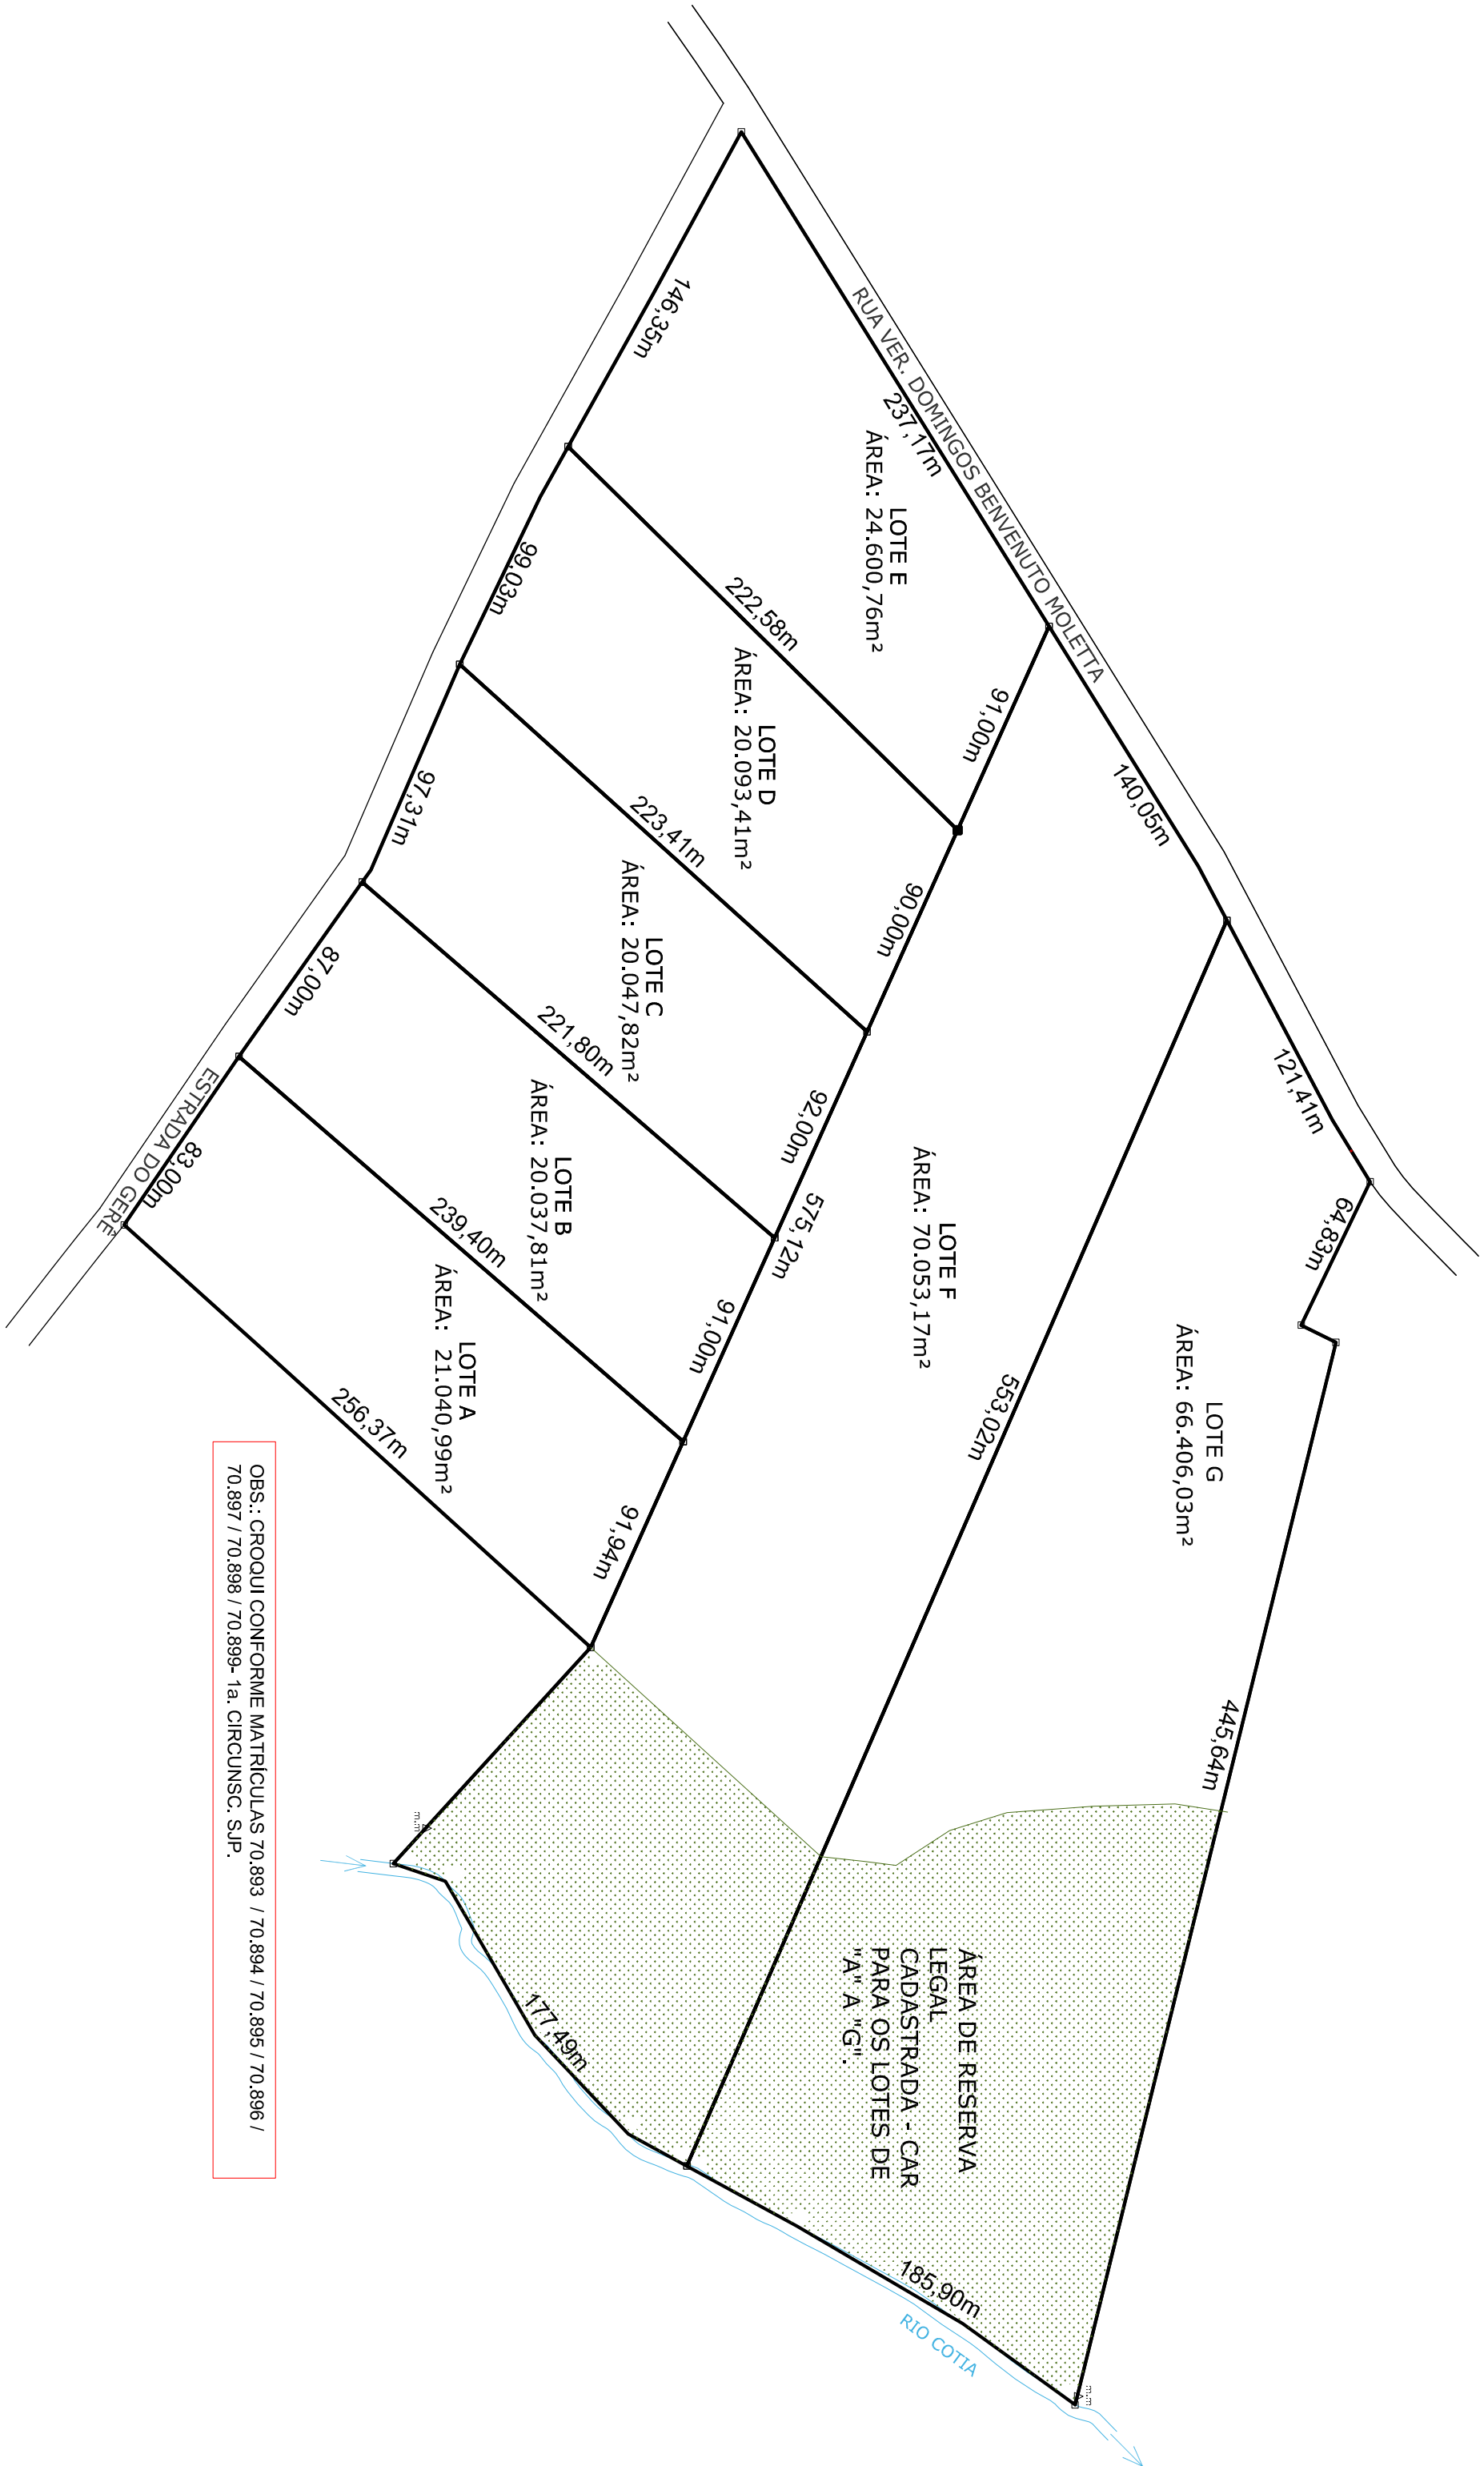 RUA VER. DOMINGOS BENVENUTO MOLETTA
237,17m
146,35m
LOTE E
ÁREA: 24.600,76m²
222,58m
91,00m
140,05m
99,03m
LOTE D
ÁREA: 20.093,41m²
223,41m
90,00m
97,31m
LOTE C
ÁREA: 20.047,82m²
221,80m
92,00m
575,12m
121,41m
64,83m
87,00m
LOTE B
ÁREA: 20.037,81m²
239,40m
91,00m
ESTRADA DO GERÊ
83,00m
LOTE A
ÁREA: 21.040,99m²
256,37m
91,94m
LOTE F
ÁREA: 70.053,17m²
553,02m
LOTE G
ÁREA: 66.406,03m²
445,64m
m.m
ÁREA DE RESERVA
LEGAL
CADASTRADA - CAR
PARA OS LOTES DE
"A" A "G".
177,49m
185,90m
RIO COTIA
m.m
OBS.: CROQUI CONFORME MATRÍCULAS 70.893 / 70.894 / 70.895 / 70.896 /
70.897 / 70.898 / 70.899- 1a. CIRCUNSC. SJP.